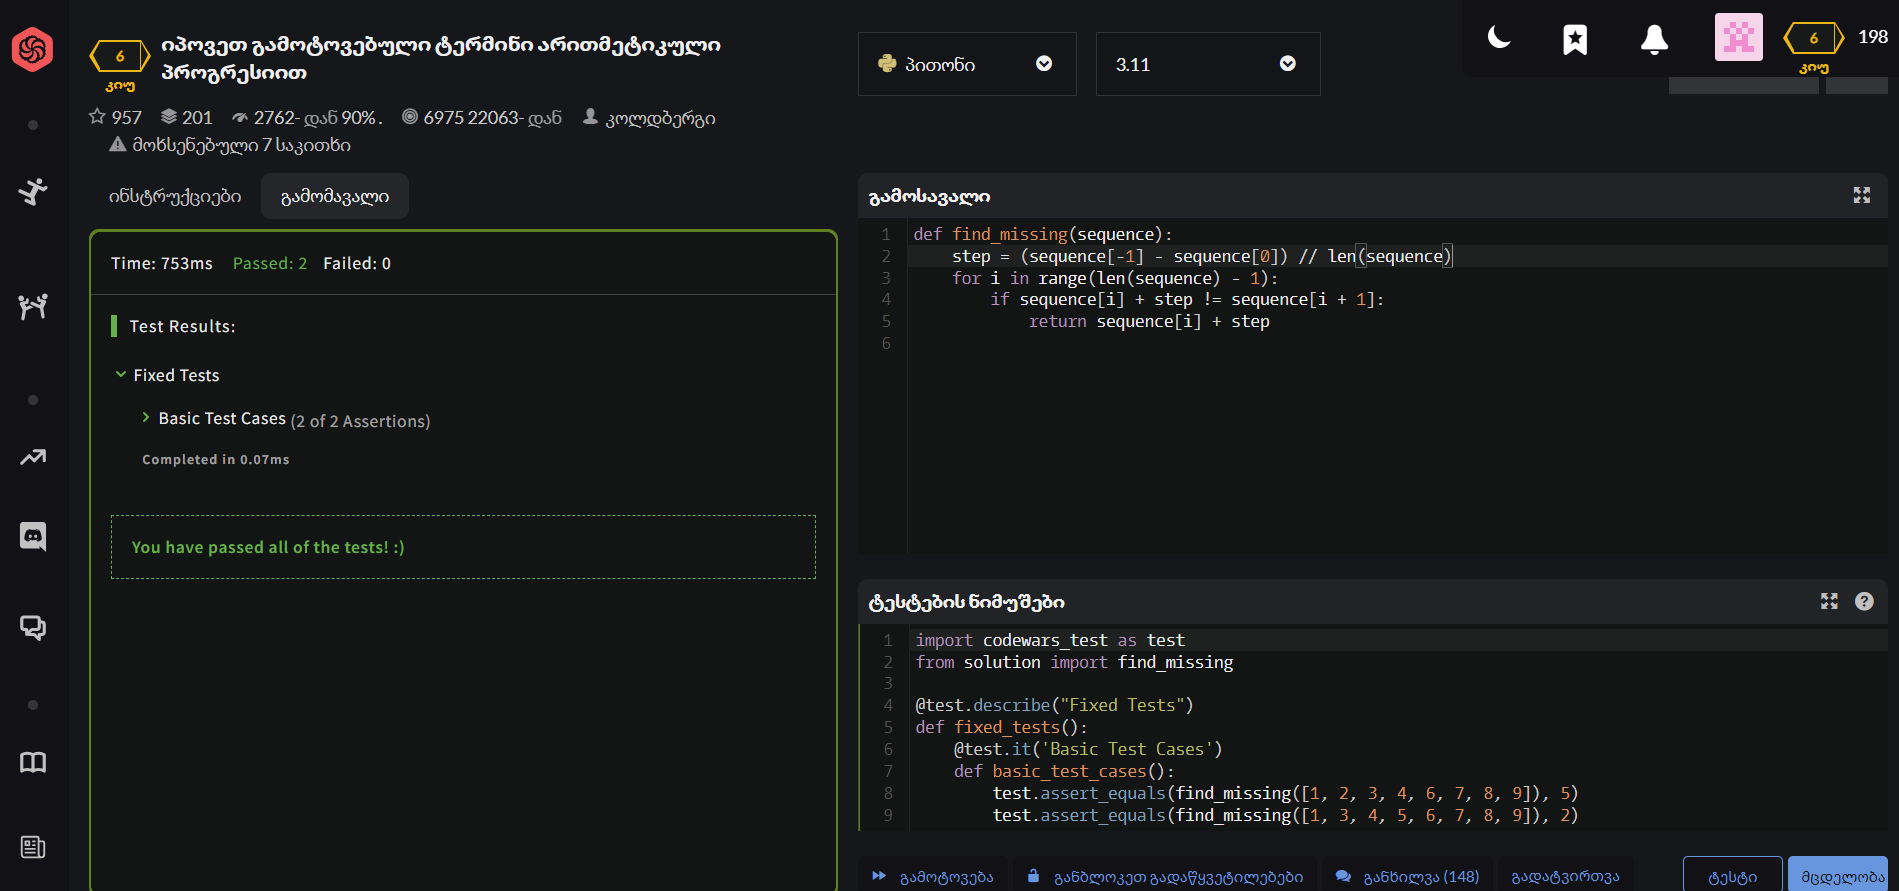 6
კიუ
იპოვეთ გამოტოვებული ტერმინი არითმეტიკული
პროგრესიით
957 201 2762- დან 90% . 6975 22063- დან კოლდბერგი
მოხსენებული 7 საკითხი
პითონი
3.11
6
კიუ
198
ინსტრუქციები გამომავალი
Time: 753ms Passed: 2 Failed: 0
Test Results:
Fixed Tests
Basic Test Cases (2 of 2 Assertions)
Completed in 0.07ms
You have passed all of the tests! :)
გამოსავალი
1 def find_missing(sequence):
2 step = (sequence[-1] - sequence[0]) // len(sequence)
3 for i in range(len(sequence) - 1):
4 if sequence[i] + step != sequence[i + 1]:
5 return sequence[i] + step
6
ტესტების ნიმუშები
1 import codewars_test as test
2 from solution import find_missing
3
4 @test.describe("Fixed Tests")
5 def fixed_tests():
6 @test.it('Basic Test Cases')
7 def basic_test_cases():
8 test.assert_equals(find_missing([1, 2, 3, 4, 6, 7, 8, 9]), 5)
9 test.assert_equals(find_missing([1, 3, 4, 5, 6, 7, 8, 9]), 2)
გამოტოვება განბლოკეთ გადაწყვეტილებები განხილვა (148) გადატვირთვა ტესტი მცდელობა